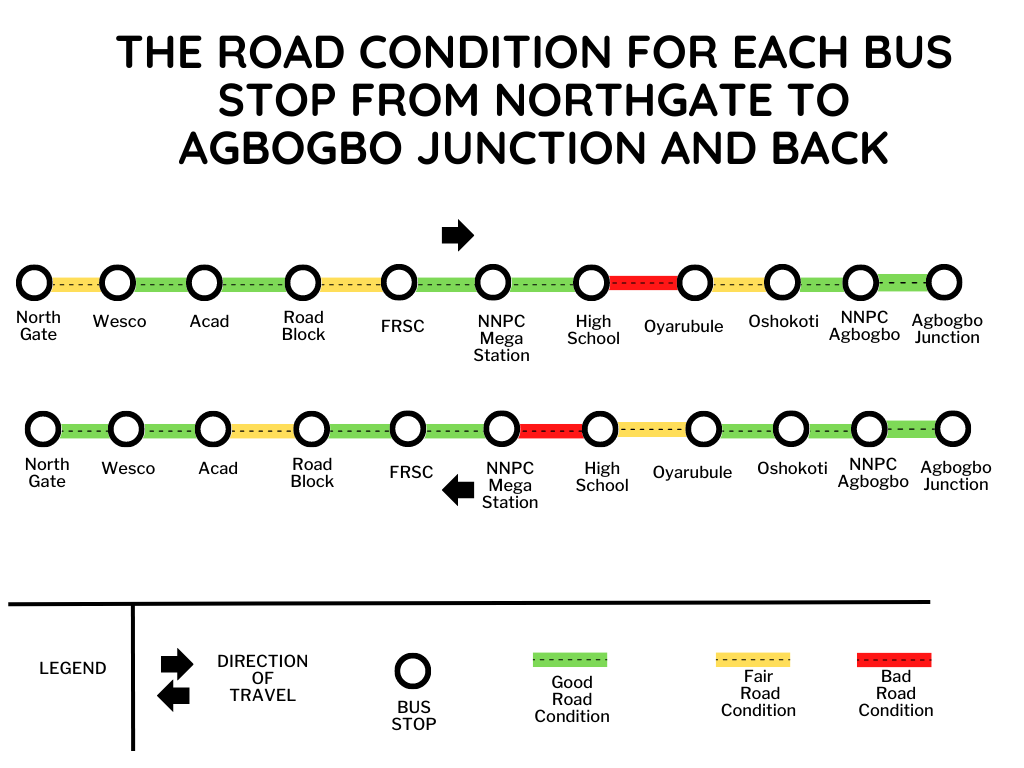 THE ROAD CONDITION FOR EACH BUS
STOP FROM NORTHGATE TO
AGBOGBO JUNCTION AND BACK
North
Gate
Wesco
Acad
Road
Block
FRSC
NNPC
Mega
Station
High
School
Oyarubule
Oshokoti
NNPC
Agbogbo
Agbogbo
Junction
North
Gate
Wesco
Acad
Road
Block
FRSC
NNPC
Mega
Station
High
School
Oyarubule
Oshokoti
NNPC
Agbogbo
Agbogbo
Junction
LEGEND
DIRECTION
OF
TRAVEL
BUS
STOP
Good
Road
Condition
Fair
Road
Condition
Bad
Road
Condition